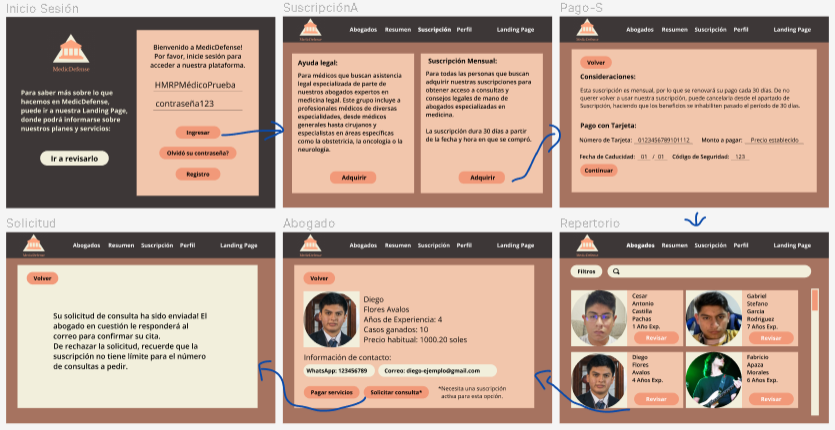 Inicio Sesión
MedicDefense
Para saber más sobre lo que
hacemos en MedicDefense,
puede ir a nuestra Landing Page,
donde podrá informarse sobre
nuestros planes y servicios:
Ir a revisarlo
Bienvenido a MedicDefense!
Por favor, inicie sesión para
acceder a nuestra plataforma.
HMRPMédicoPrueba
contraseña123
Ingresar
Olvidó su contraseña?
Registro
SuscripciónA
MedicDefense
Abogados Resumen Suscripción Perfil Landing Page
Ayuda legal:
Para médicos que buscan asistencia
legal especializada de parte de
nuestros abogados expertos en
medicina legal. Este grupo incluye a
profesionales médicos de diversas
especialidades, desde médicos
generales hasta cirujanos y
especialistas en áreas específicas
como la obstetricia, la oncología o la
neurología.
Adquirir
Suscripción Mensual:
Para todas las personas que buscan
adquirir nuestras suscripciones para
obtener acceso a consultas y
consejos legales de mano de
abogados especializadas en
medicina.
La suscripción dura 30 días a partir
de la fecha y hora en que se compró.
Adquirir
Pago-S
MedicDefense
Abogados Resumen Suscripción Perfil Landing Page
Volver
Consideraciones:
Esta suscripción es mensual, por lo que se renovará su pago cada 30 días. De no
querer volver a usar nuestra suscripción, puede cancelarla desde el apartado de
Suscripción, haciendo que los beneficios se inhabiliten pasado el período de 30 días.
Pago con Tarjeta:
Número de Tarjeta: 0123456789101112 Monto a pagar: Precio establecido
Fecha de Caducidad: 01 / 01 Código de Seguridad: 123
Continuar
Solicitud
MedicDefense
Abogados Resumen Suscripción Perfil Landing Page
Volver
Su solicitud de consulta ha sido enviada! El
abogado en cuestión le responderá al
correo para confirmar su cita.
De rechazar la solicitud, recuerde que la
suscripción no tiene límite para el número
de consultas a pedir.
Abogado
MedicDefense
Abogados Resumen Suscripción Perfil Landing Page
Volver
Diego
Flores Avalos
Años de Experiencia: 4
Casos ganados: 10
Precio habitual: 1000.20 soles
Información de contacto:
WhatsApp: 123456789 Correo: diego-ejemplo@gmail.com
Pagar servicios Solicitar consulta* *Necesita una suscripción
activa para esta opción.
Repertorio
MedicDefense
Abogados Resumen Suscripción Perfil Landing Page
Filtros
Cesar
Antonio
Castilla
Pachas
1 Año Exp.
Revisar
Gabriel
Stefano
Garcia
Rodriguez
7 Años Exp.
Revisar
Diego
Flores
Avalos
4 Años Exp.
Revisar
Fabricio
Apaza
Morales
6 Años Exp.
Revisar